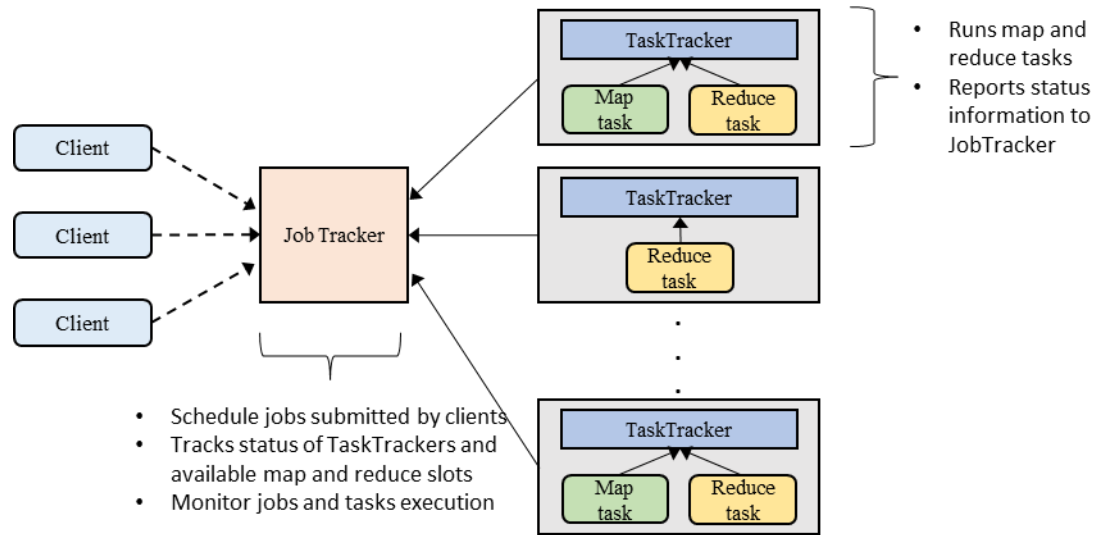 Client
Client
Client
Job Tracker
• Schedule jobs submitted by clients
• Tracks status of TaskTrackers and
available map and reduce slots
• Monitor jobs and tasks execution
TaskTracker
Map
task
Reduce
task
TaskTracker
Reduce
task
TaskTracker
Map
task
Reduce
task
• Runs map and
reduce tasks
• Reports status
information to
JobTracker